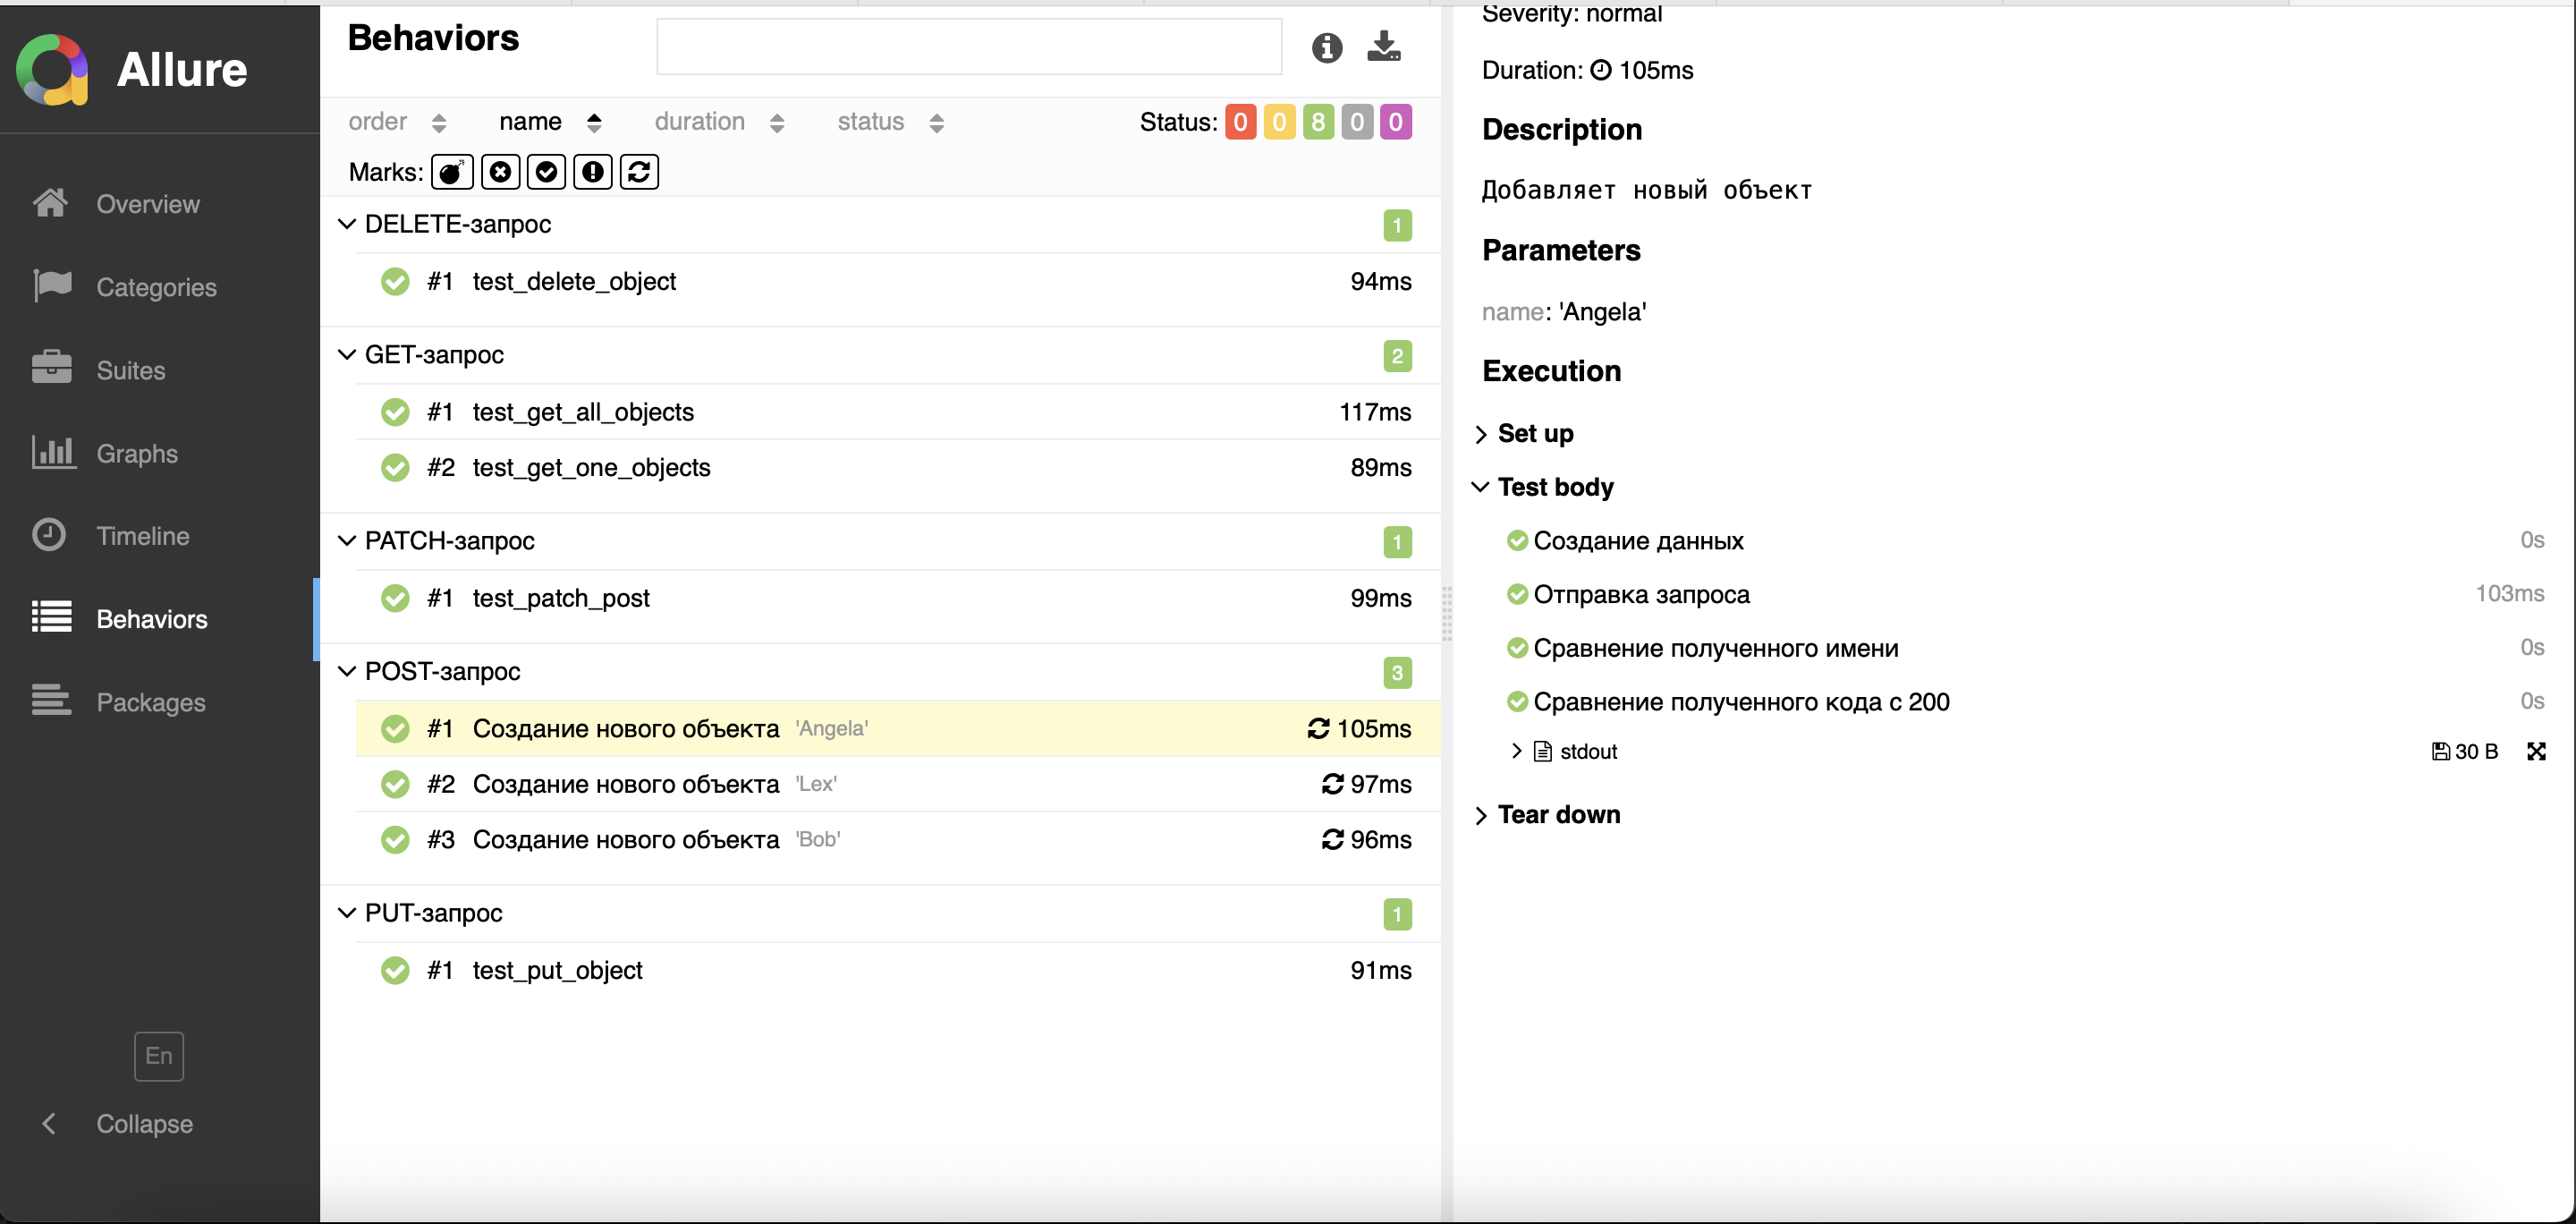 Allure
Overview
Categories
Suites
Graphs
Timeline
Behaviors
Packages
En
Collapse
Behaviors
order name duration status Status: 0 0 8 0 0
Marks:
DELETE-запрос 1
#1 test_delete_object 94ms
GET-запрос 2
#1 test_get_all_objects 117ms
#2 test_get_one_objects 89ms
PATCH-запрос 1
#1 test_patch_post 99ms
POST-запрос 3
#1 Создание нового объекта 'Angela' 105ms
#2 Создание нового объекта 'Lex' 97ms
#3 Создание нового объекта 'Bob' 96ms
PUT-запрос 1
#1 test_put_object 91ms
Severity: normal
Duration: 105ms
Description
Добавляет новый объект
Parameters
name: 'Angela'
Execution
Set up
Test body
Создание данных 0s
Отправка запроса 103ms
Сравнение полученного имени 0s
Сравнение полученного кода с 200 0s
stdout 30 B
Tear down